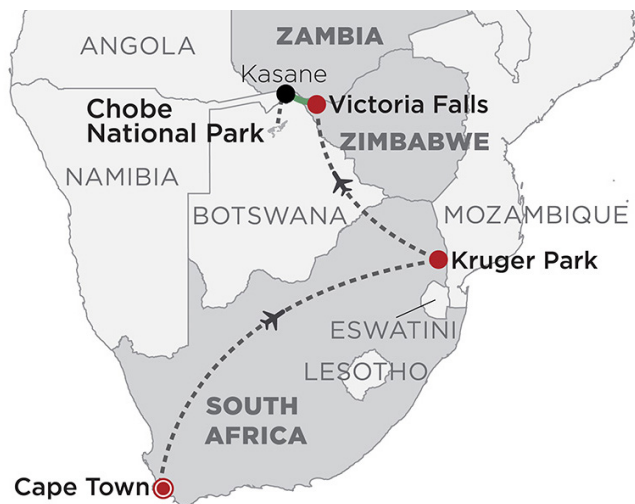 ANGOLA
ZAMBIA
Kasane
Chobe
National Park
Victoria Falls
ZIMBABWE
NAMIBIA
BOTSWANA
MOZAMBIQUE
Kruger Park
ESWATINI
LESOTHO
SOUTH
AFRICA
Cape Town